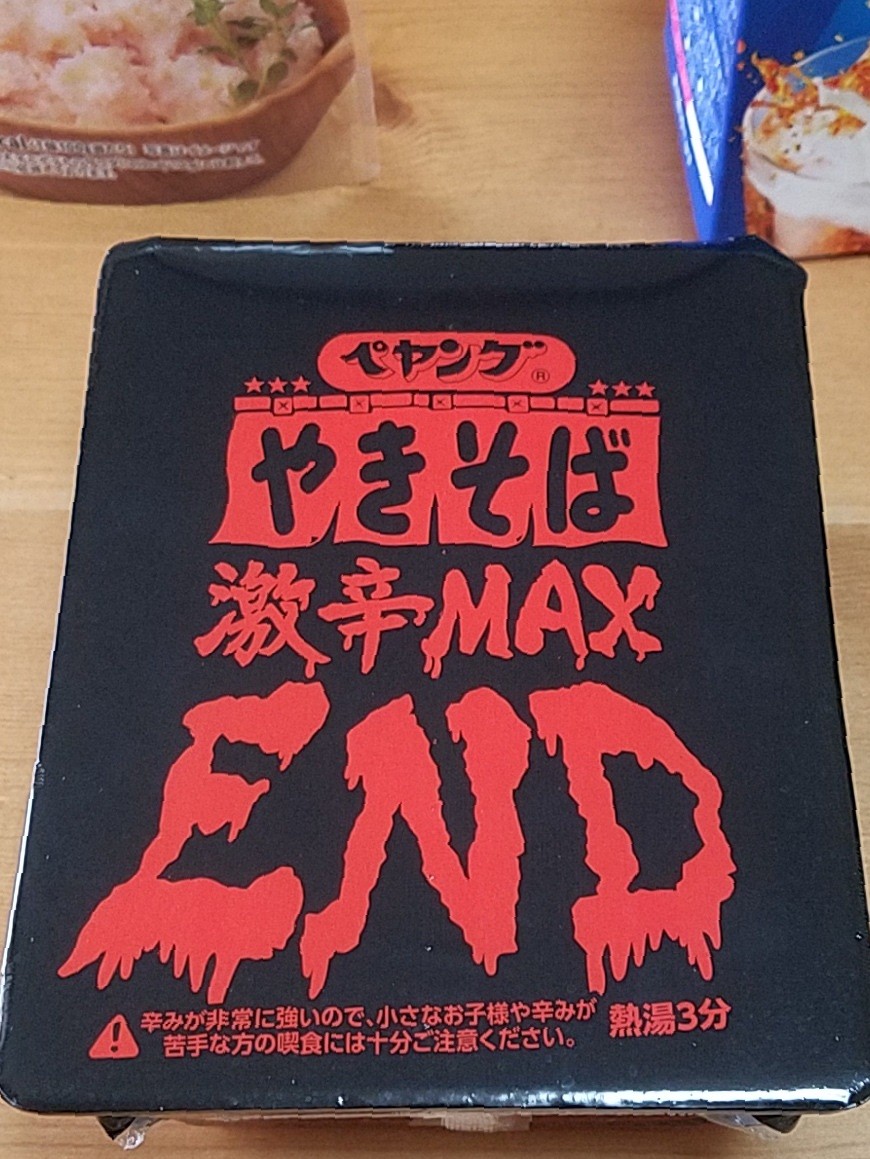 ペヤング®
やきそば
激辛MAX
END
辛みが非常に強いので、小さなお子様や辛みが
苦手な方の喫食には十分ご注意ください。
熱湯3分